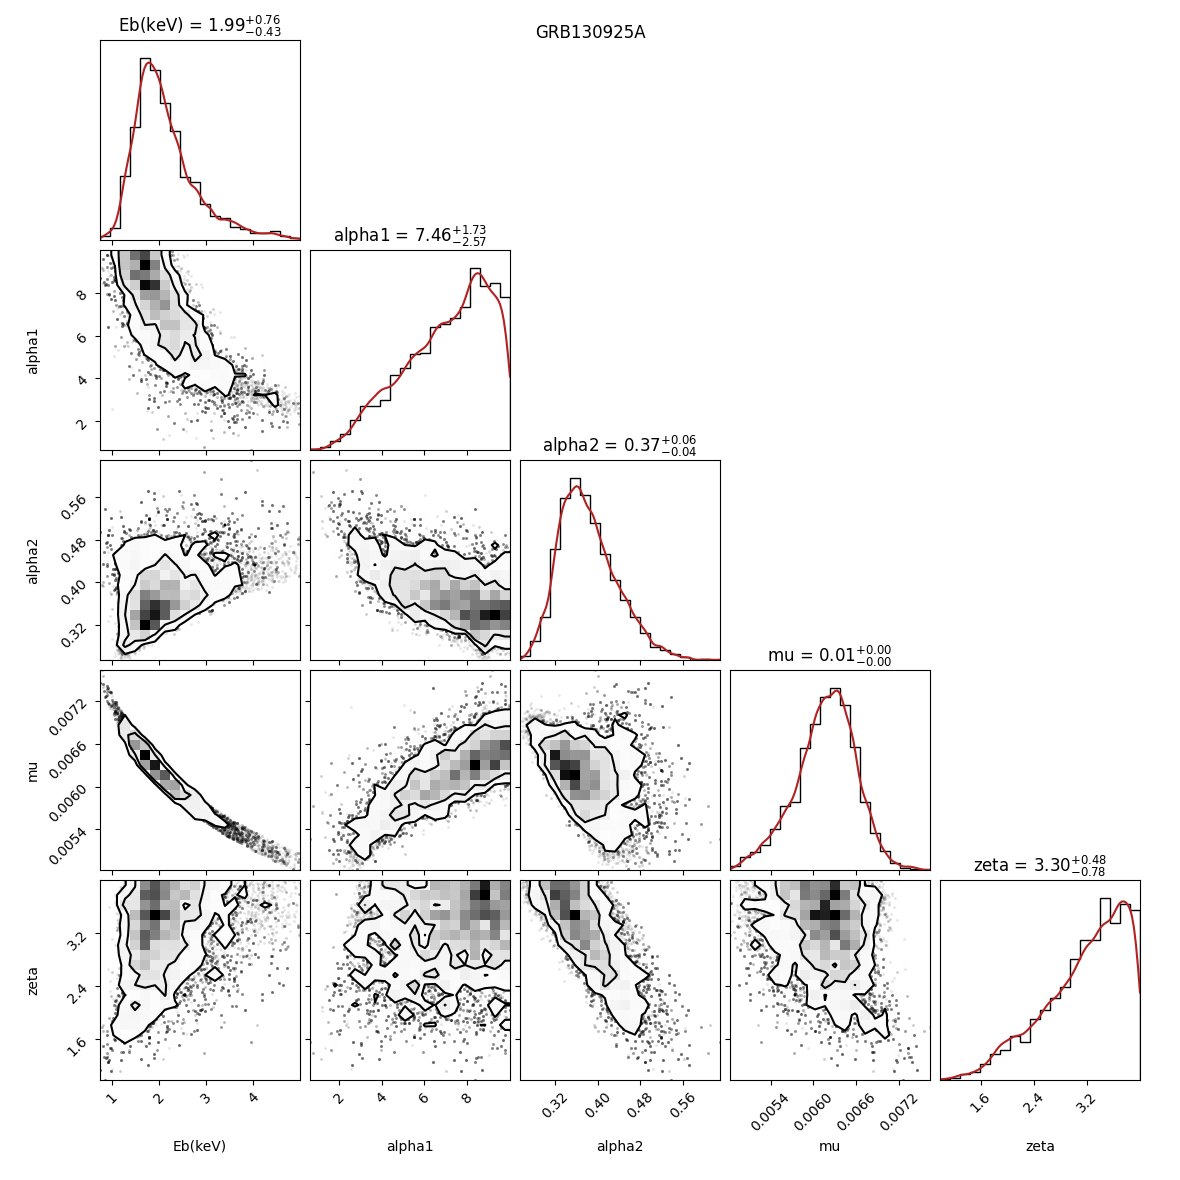 GRB130925A
Eb(keV) = 1.99+0.76−0.43
alpha1 = 7.46+1.73−2.57
8
6
4
2
alpha1
alpha2 = 0.37+0.06−0.04
0.56
0.48
0.40
0.32
alpha2
mu = 0.01+0.00−0.00
0.0072
0.0066
0.0060
0.0054
mu
zeta = 3.30+0.48−0.78
3.2
2.4
1.6
zeta
1 2 3 4 2 4 6 8 0.32 0.40 0.48 0.56 0.0054 0.0060 0.0066 0.0072 1.6 2.4 3.2
Eb(keV) alpha1 alpha2 mu zeta